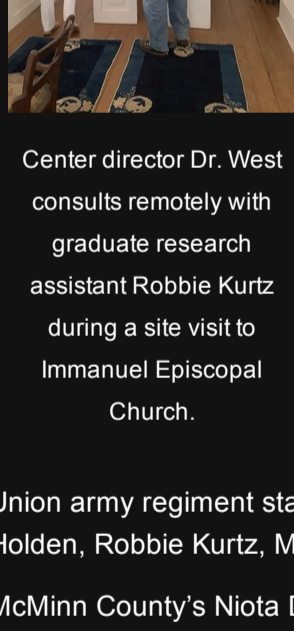 Center director Dr. West
consults remotely with
graduate research
assistant Robbie Kurtz
during a site visit to
Immanuel Episcopal
Church.
Union army regiment sta
Holden, Robbie Kurtz, M
McMinn County's Niota